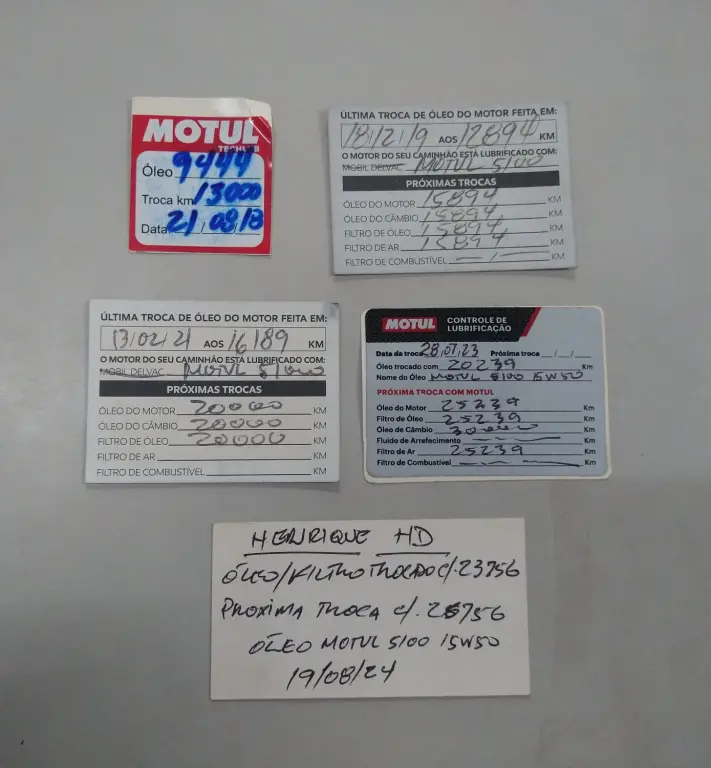 MOTUL
TECHLUB
Óleo 9444
Troca km 13000
Data 21/08/13
ÚLTIMA TROCA DE ÓLEO DO MOTOR FEITA EM:
18/12/19 AOS 12894 KM
O MOTOR DO SEU CAMINHÃO ESTÁ LUBRIFICADO COM:
MOBIL DELVAC MOTUL 5100
PRÓXIMAS TROCAS
ÓLEO DO MOTOR 15894 KM
ÓLEO DO CÂMBIO 15894 KM
FILTRO DE ÓLEO 15894 KM
FILTRO DE AR 15894 KM
FILTRO DE COMBUSTÍVEL KM
ÚLTIMA TROCA DE ÓLEO DO MOTOR FEITA EM:
13/02/21 AOS 16189 KM
O MOTOR DO SEU CAMINHÃO ESTÁ LUBRIFICADO COM:
MOBIL DELVAC MOTUL 5100
PRÓXIMAS TROCAS
ÓLEO DO MOTOR 20000 KM
ÓLEO DO CÂMBIO 20000 KM
FILTRO DE ÓLEO 20000 KM
FILTRO DE AR KM
FILTRO DE COMBUSTÍVEL KM
MOTUL CONTROLE DE
LUBRIFICAÇÃO
Data da troca 28/07/23 Próxima troca / /
Óleo trocado com 20239 Km
Nome do Óleo MOTUL 5100 15W50
PRÓXIMA TROCA COM MOTUL
Óleo do Motor 25239 Km
Filtro de Óleo 25239 Km
Óleo de Câmbio 30000 Km
Fluido de Arrefecimento Km
Filtro de Ar 25239 Km
Filtro de Combustível Km
HENRIQUE HD
ÓLEO/FILTRO TROCADO C/. 23756
PROXIMA TROCA C/. 26756
ÓLEO MOTUL 5100 15W50
19/08/24